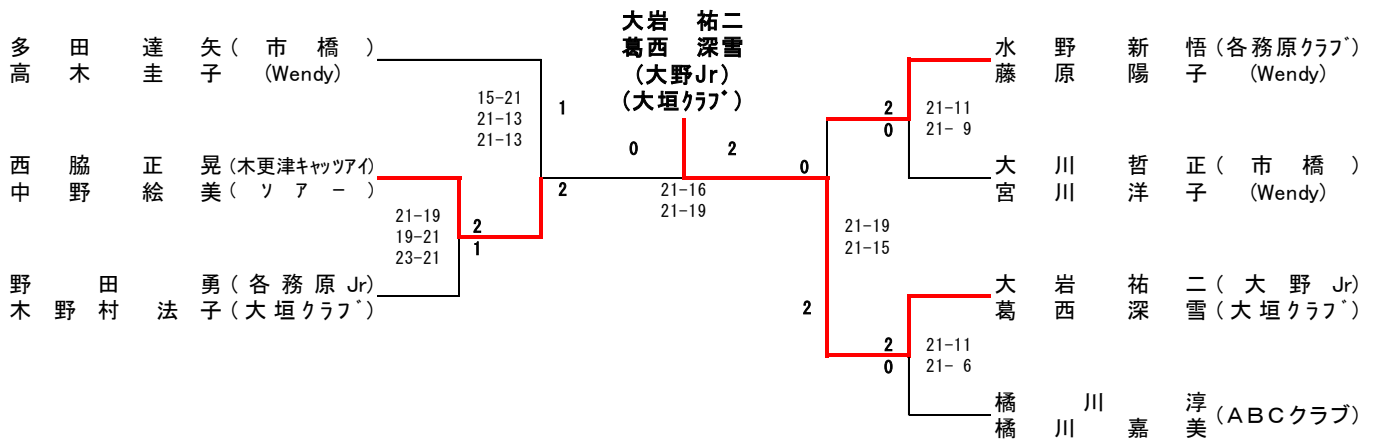 大岩 祐二
葛西 深雪
(大野Jr)
(大垣ｸﾗﾌﾞ)
多田達矢(市橋)
高木圭子(Wendy)
15-21
21-13
21-13
1
西脇正晃(木更津キャッツアイ)
中野絵美(ソアー)
21-19
19-21
23-21
2
1
2
野田勇(各務原Jr)
木野村法子(大垣ｸﾗﾌﾞ)
0
2
21-16
21-19
水野新悟(各務原ｸﾗﾌﾞ)
藤原陽子(Wendy)
2
0
21-11
21- 9
大川哲正(市橋)
宮川洋子(Wendy)
0
21-19
21-15
2
大岩祐二(大野Jr)
葛西深雪(大垣ｸﾗﾌﾞ)
2
0
21-11
21- 6
橘川淳
橘川嘉美
(ABCクラブ)